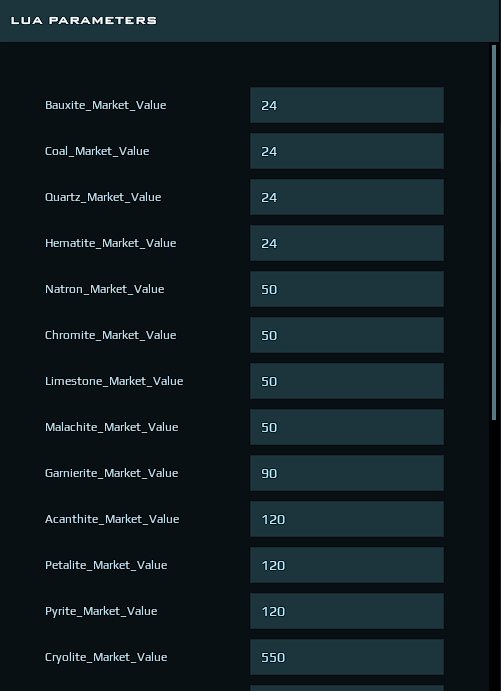 LUA PARAMETERS
Bauxite_Market_Value 24
Coal_Market_Value 24
Quartz_Market_Value 24
Hematite_Market_Value 24
Natron_Market_Value 50
Chromite_Market_Value 50
Limestone_Market_Value 50
Malachite_Market_Value 50
Garnierite_Market_Value 90
Acanthite_Market_Value 120
Petalite_Market_Value 120
Pyrite_Market_Value 120
Cryolite_Market_Value 550